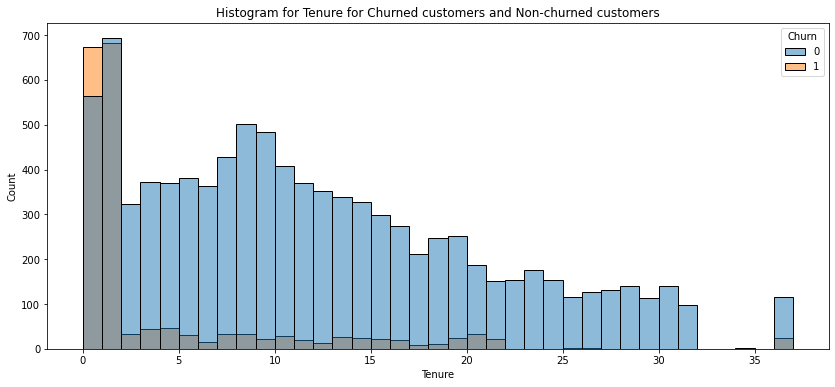 Histogram for Tenure for Churned customers and Non-churned customers
Churn
0
1
700
600
500
400
300
200
100
0
Count
0 5 10 15 20 25 30 35
Tenure